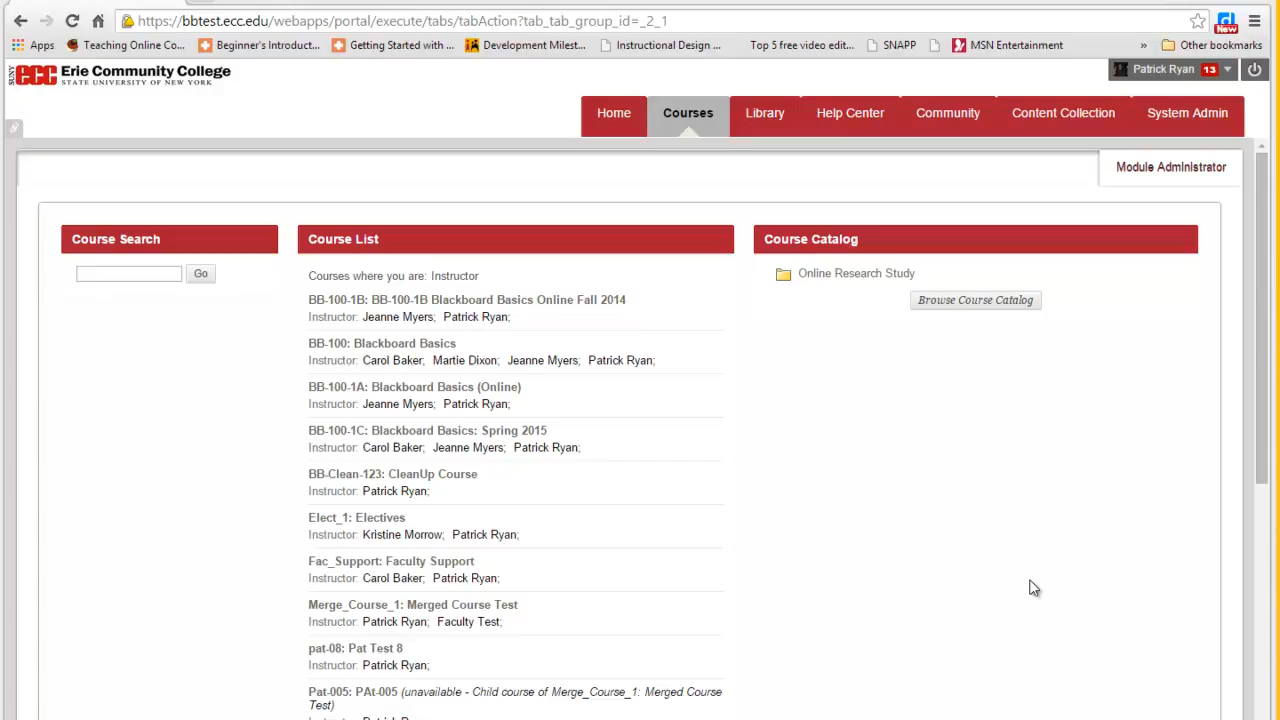 https://bbtest.ecc.edu/webapps/portal/execute/tabs/tabAction?tab_tab_group_id=_2_1
New
Apps Teaching Online Co... Beginner's Introduct... Getting Started with ... Development Milest... Instructional Design ... Top 5 free video edit... SNAPP MSN Entertainment » Other bookmarks
SUNY ecc Erie Community College
STATE UNIVERSITY OF NEW YORK
Patrick Ryan 13
Home Courses Library Help Center Community Content Collection System Admin
Module Administrator
Course Search
Go
Course List
Courses where you are: Instructor
BB-100-1B: BB-100-1B Blackboard Basics Online Fall 2014
Instructor: Jeanne Myers; Patrick Ryan;
BB-100: Blackboard Basics
Instructor: Carol Baker; Martie Dixon; Jeanne Myers; Patrick Ryan;
BB-100-1A: Blackboard Basics (Online)
Instructor: Jeanne Myers; Patrick Ryan;
BB-100-1C: Blackboard Basics: Spring 2015
Instructor: Carol Baker; Jeanne Myers; Patrick Ryan;
BB-Clean-123: CleanUp Course
Instructor: Patrick Ryan;
Elect_1: Electives
Instructor: Kristine Morrow; Patrick Ryan;
Fac_Support: Faculty Support
Instructor: Carol Baker; Patrick Ryan;
Merge_Course_1: Merged Course Test
Instructor: Patrick Ryan; Faculty Test;
pat-08: Pat Test 8
Instructor: Patrick Ryan;
Pat-005: PAt-005 (unavailable - Child course of Merge_Course_1: Merged Course
Test)
Course Catalog
Online Research Study
Browse Course Catalog